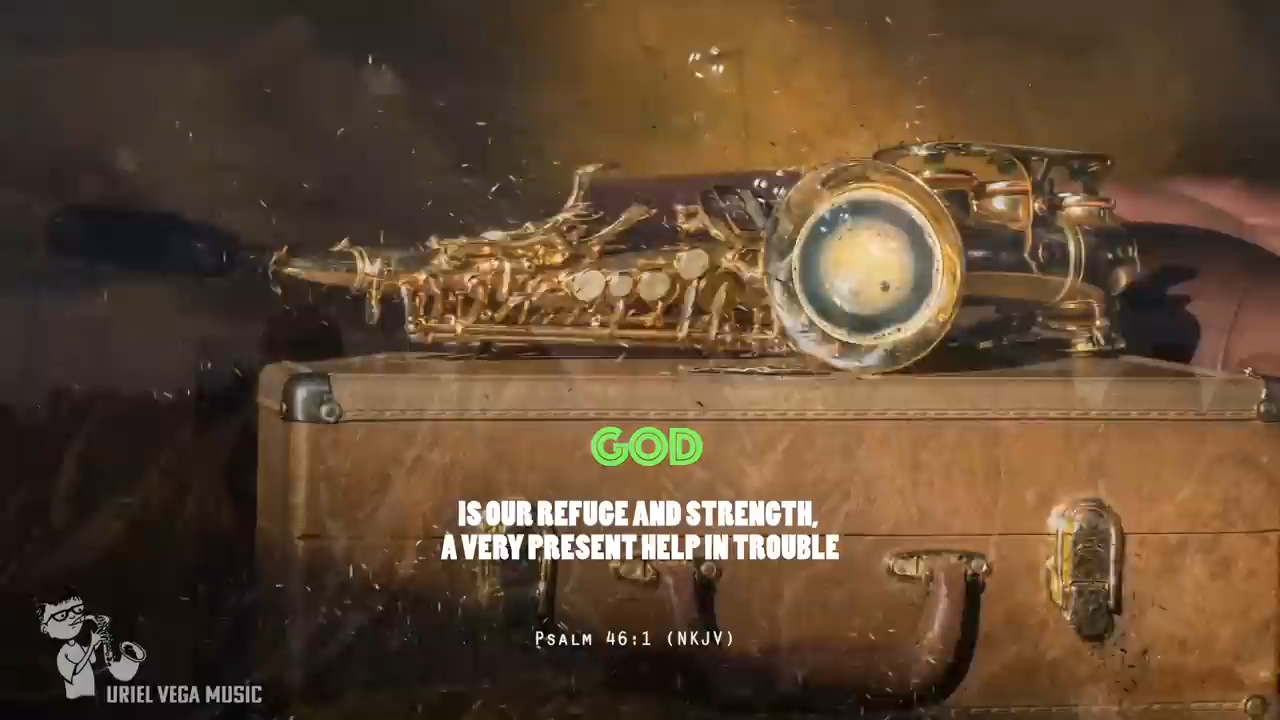 GOD
IS OUR REFUGE AND STRENGTH,
A VERY PRESENT HELP IN TROUBLE
Psalm 46:1 (NKJV)
URIEL VEGA MUSIC